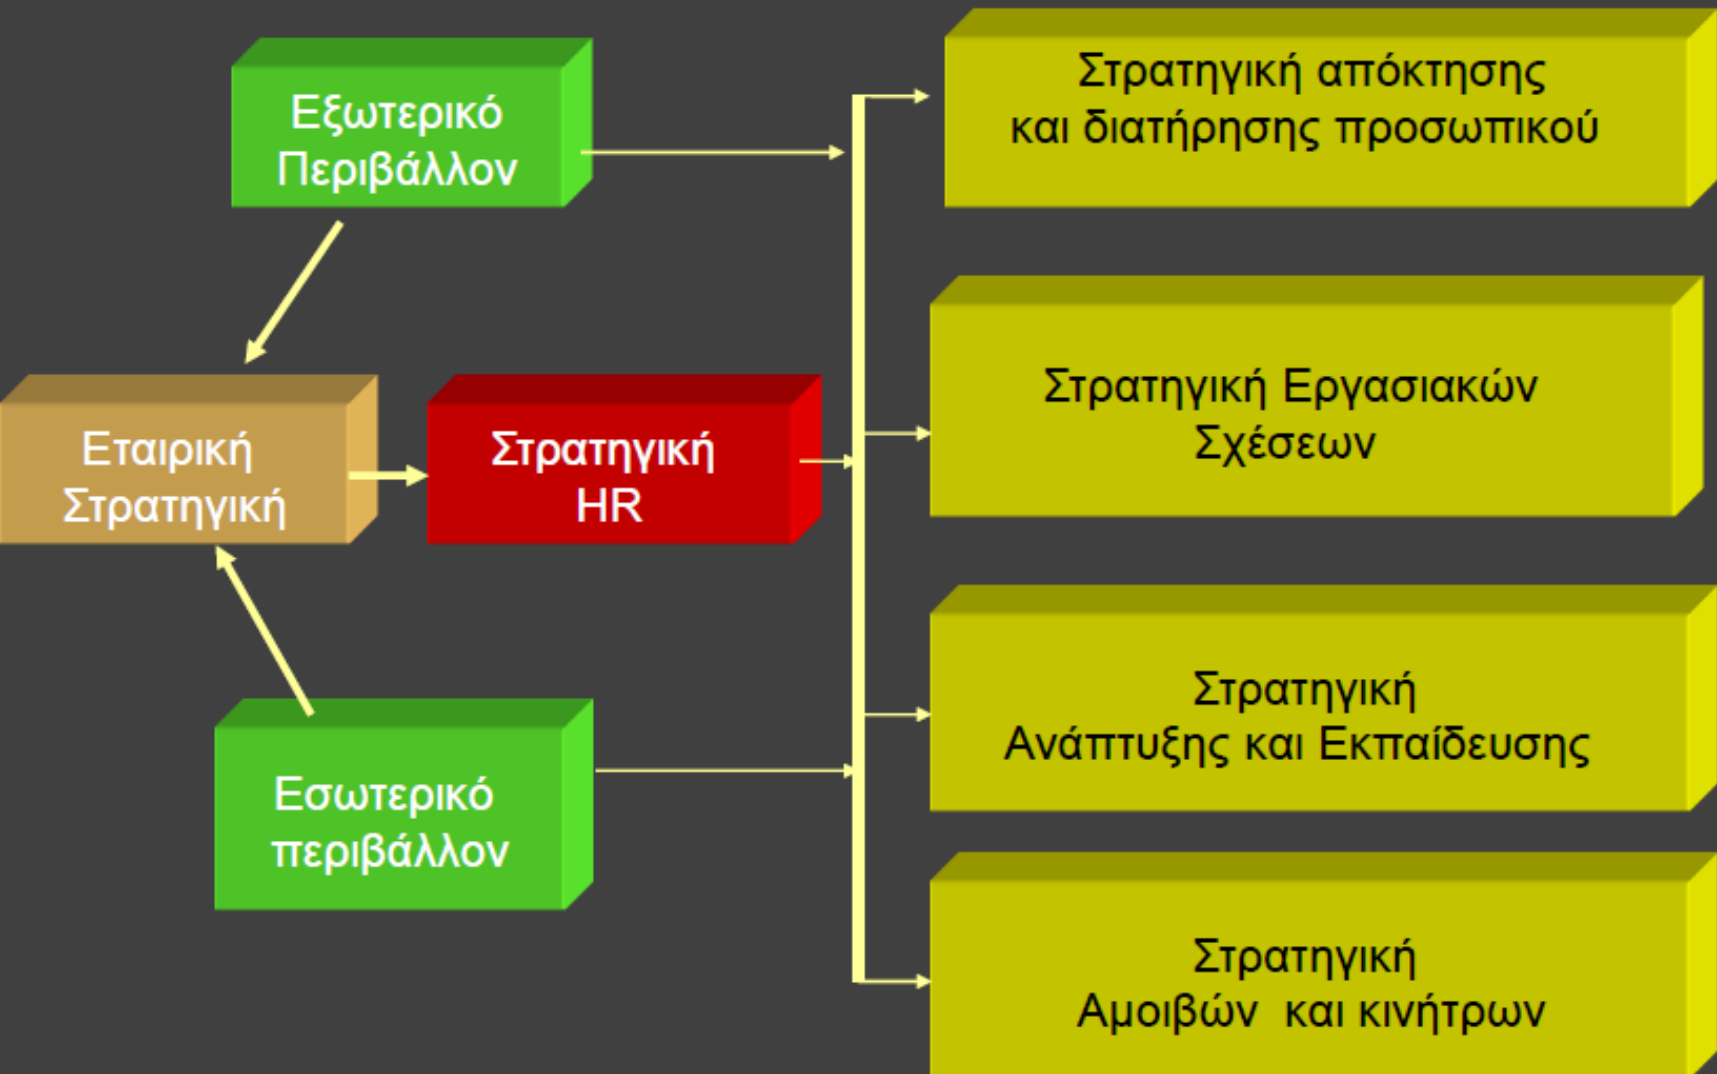 Εξωτερικό
Περιβάλλον
Εταιρική
Στρατηγική
Στρατηγική
HR
Εσωτερικό
περιβάλλον
Στρατηγική απόκτησης
και διατήρησης προσωπικού
Στρατηγική Εργασιακών
Σχέσεων
Στρατηγική
Ανάπτυξης και Εκπαίδευσης
Στρατηγική
Αμοιβών και κινήτρων